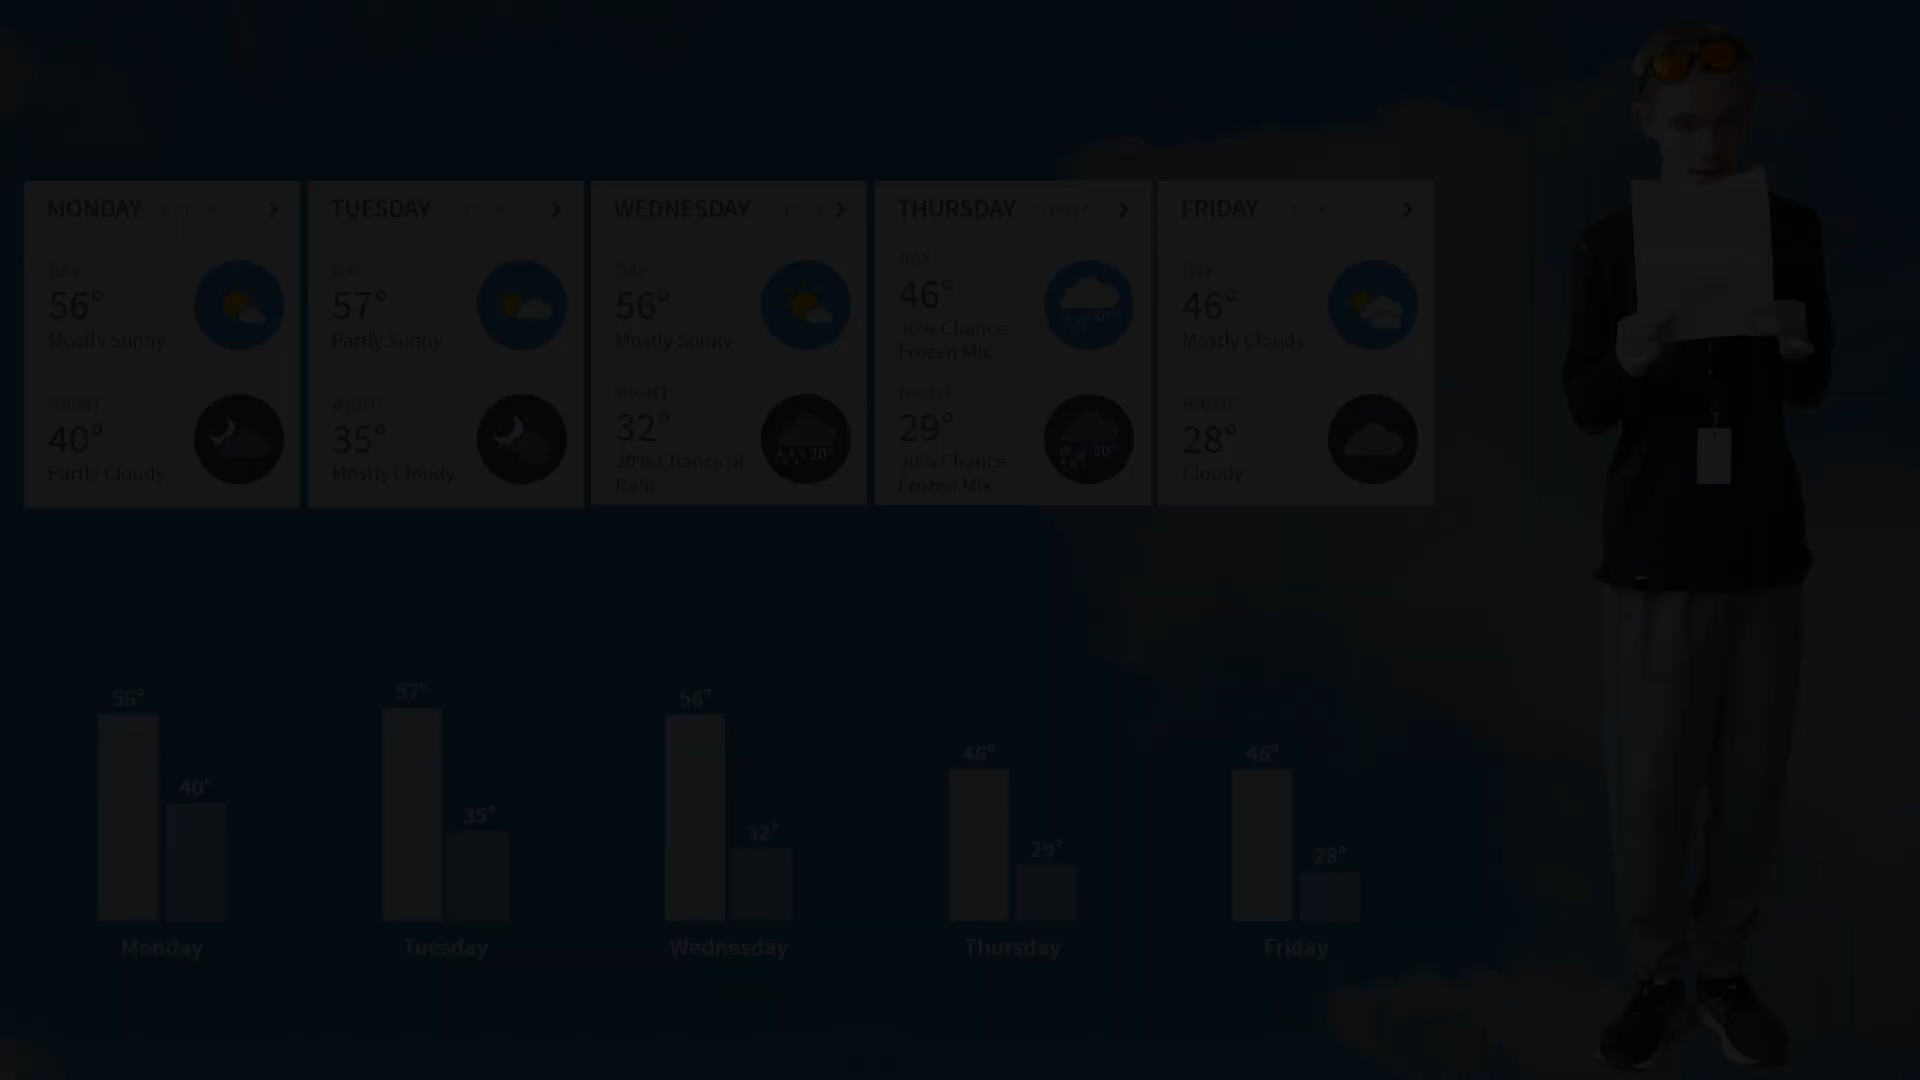 MONDAY
DAY
56°
Mostly Sunny
NIGHT
40°
Partly Cloudy
TUESDAY
DAY
57°
Partly Sunny
NIGHT
35°
Mostly Cloudy
WEDNESDAY
DAY
56°
Mostly Sunny
NIGHT
32°
30% Chance of
Rain
30°
THURSDAY
DAY
46°
30% Chance
Frozen Mix
NIGHT
29°
30% Chance
Frozen Mix
30°
FRIDAY
DAY
46°
Mostly Cloudy
NIGHT
28°
Cloudy
56°
40°
Monday
57°
35°
Tuesday
56°
32°
Wednesday
46°
29°
Thursday
46°
28°
Friday